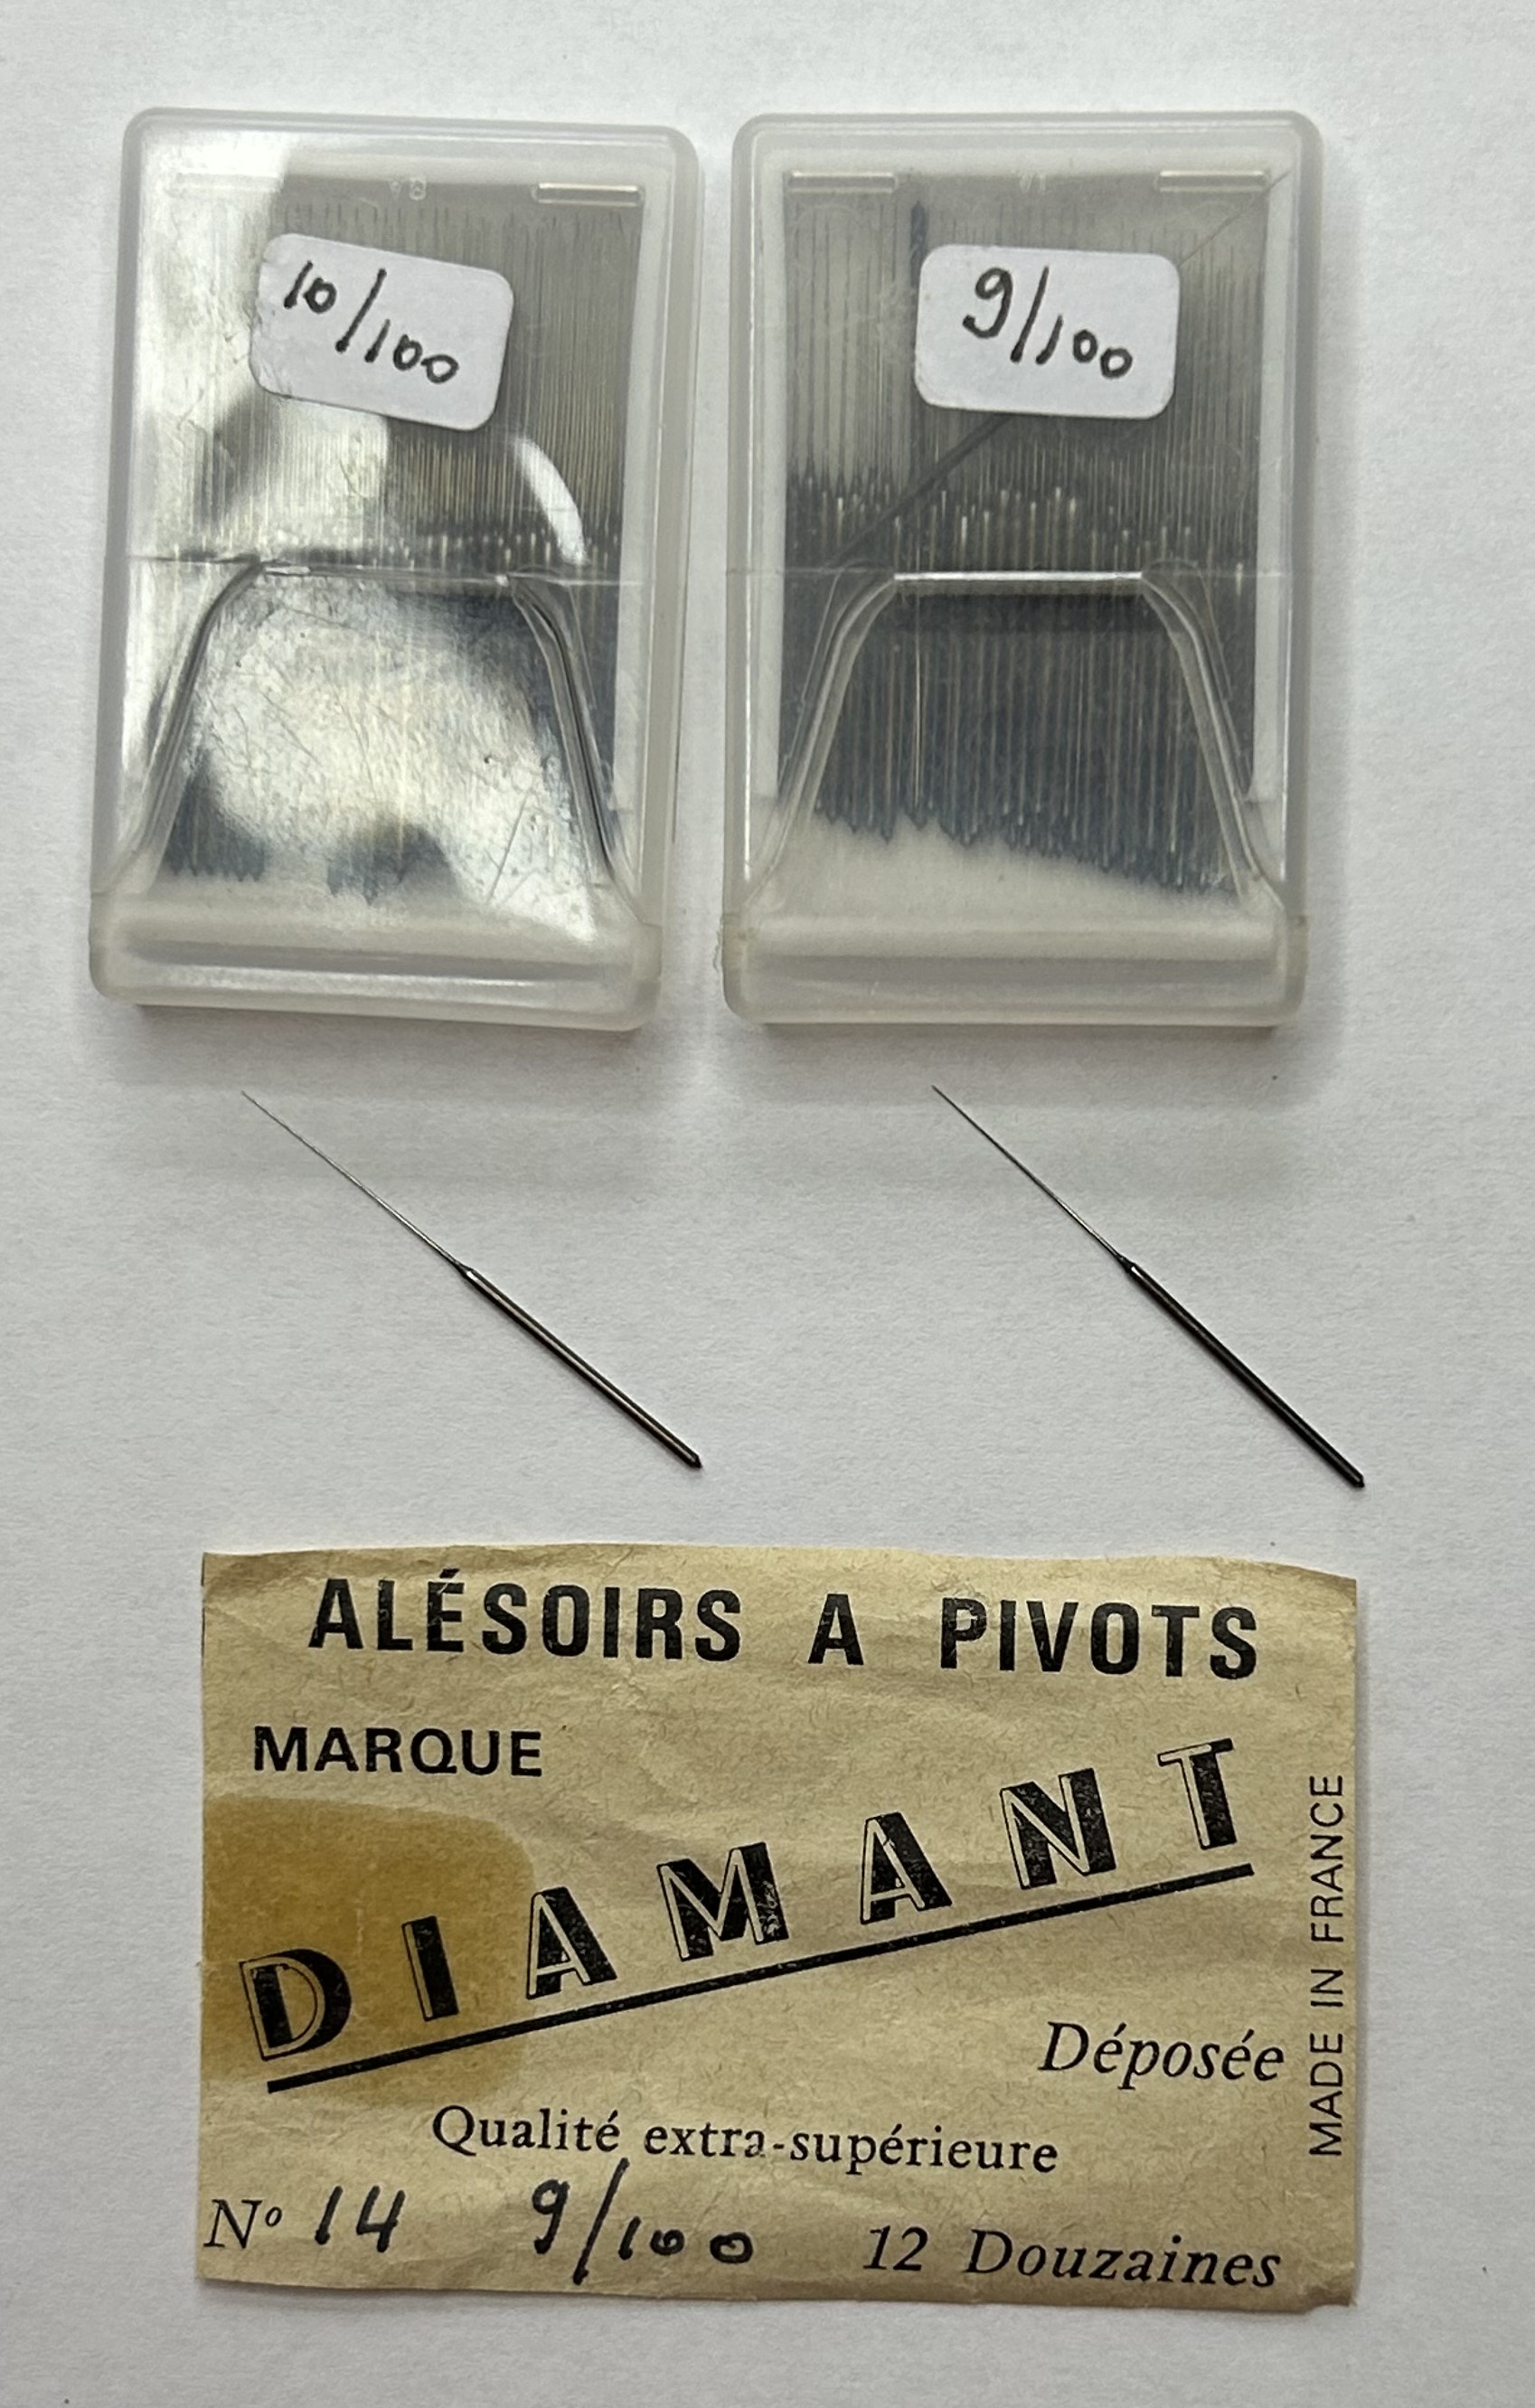 10/100
9/100
ALÉSOIRS A PIVOTS
MARQUE
DIAMANT
Déposée
MADE IN FRANCE
Qualité extra-supérieure
Nº 14 9/100 12 Douzaines